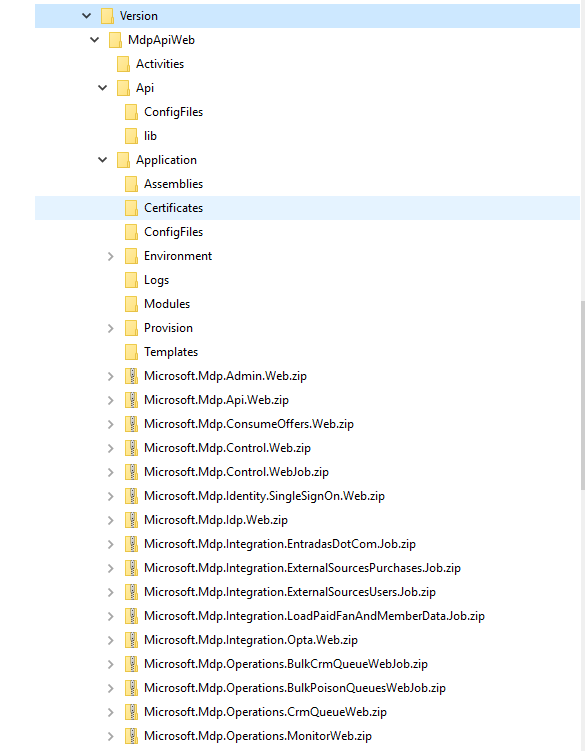 Version
MdpApiWeb
Activities
Api
ConfigFiles
lib
Application
Assemblies
Certificates
ConfigFiles
Environment
Logs
Modules
Provision
Templates
Microsoft.Mdp.Admin.Web.zip
Microsoft.Mdp.Api.Web.zip
Microsoft.Mdp.ConsumeOffers.Web.zip
Microsoft.Mdp.Control.Web.zip
Microsoft.Mdp.Control.WebJob.zip
Microsoft.Mdp.Identity.SingleSignOn.Web.zip
Microsoft.Mdp.Idp.Web.zip
Microsoft.Mdp.Integration.EntradasDotCom.Job.zip
Microsoft.Mdp.Integration.ExternalSourcesPurchases.Job.zip
Microsoft.Mdp.Integration.ExternalSourcesUsers.Job.zip
Microsoft.Mdp.Integration.LoadPaidFanAndMemberData.Job.zip
Microsoft.Mdp.Integration.Opta.Web.zip
Microsoft.Mdp.Operations.BulkCrmQueueWebJob.zip
Microsoft.Mdp.Operations.BulkPoisonQueuesWebJob.zip
Microsoft.Mdp.Operations.CrmQueueWeb.zip
Microsoft.Mdp.Operations.MonitorWeb.zip